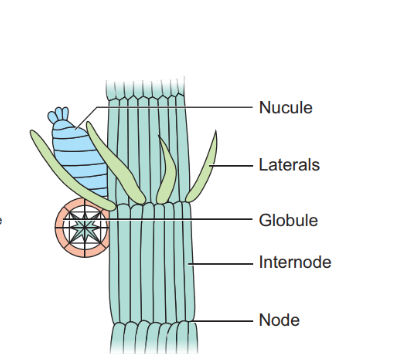 Nucule
Laterals
Globule
Internode
Node